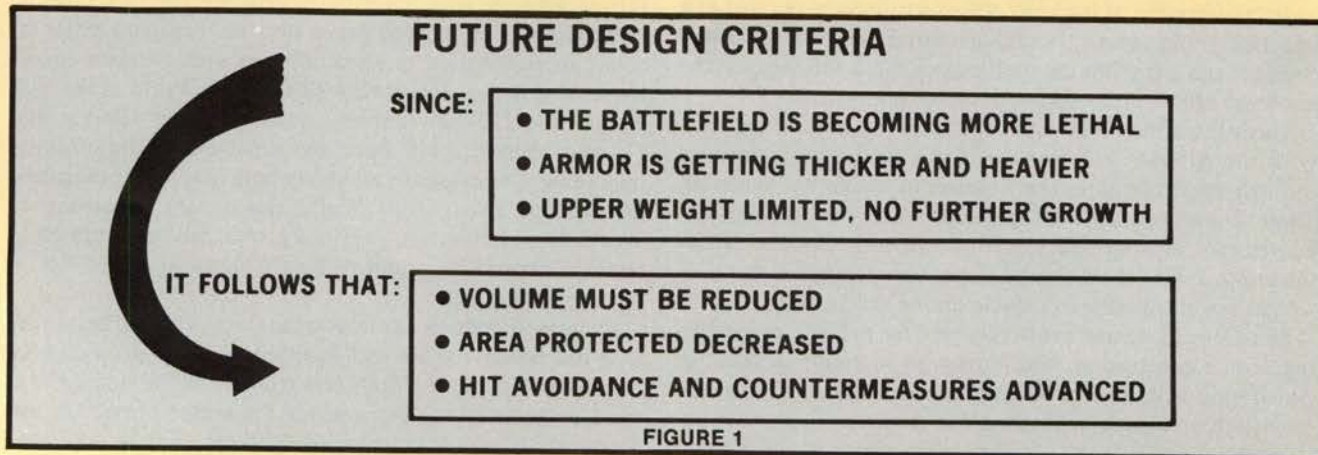 FUTURE DESIGN CRITERIA
SINCE:
• THE BATTLEFIELD IS BECOMING MORE LETHAL
• ARMOR IS GETTING THICKER AND HEAVIER
• UPPER WEIGHT LIMITED, NO FURTHER GROWTH
IT FOLLOWS THAT:
• VOLUME MUST BE REDUCED
• AREA PROTECTED DECREASED
• HIT AVOIDANCE AND COUNTERMEASURES ADVANCED
FIGURE 1